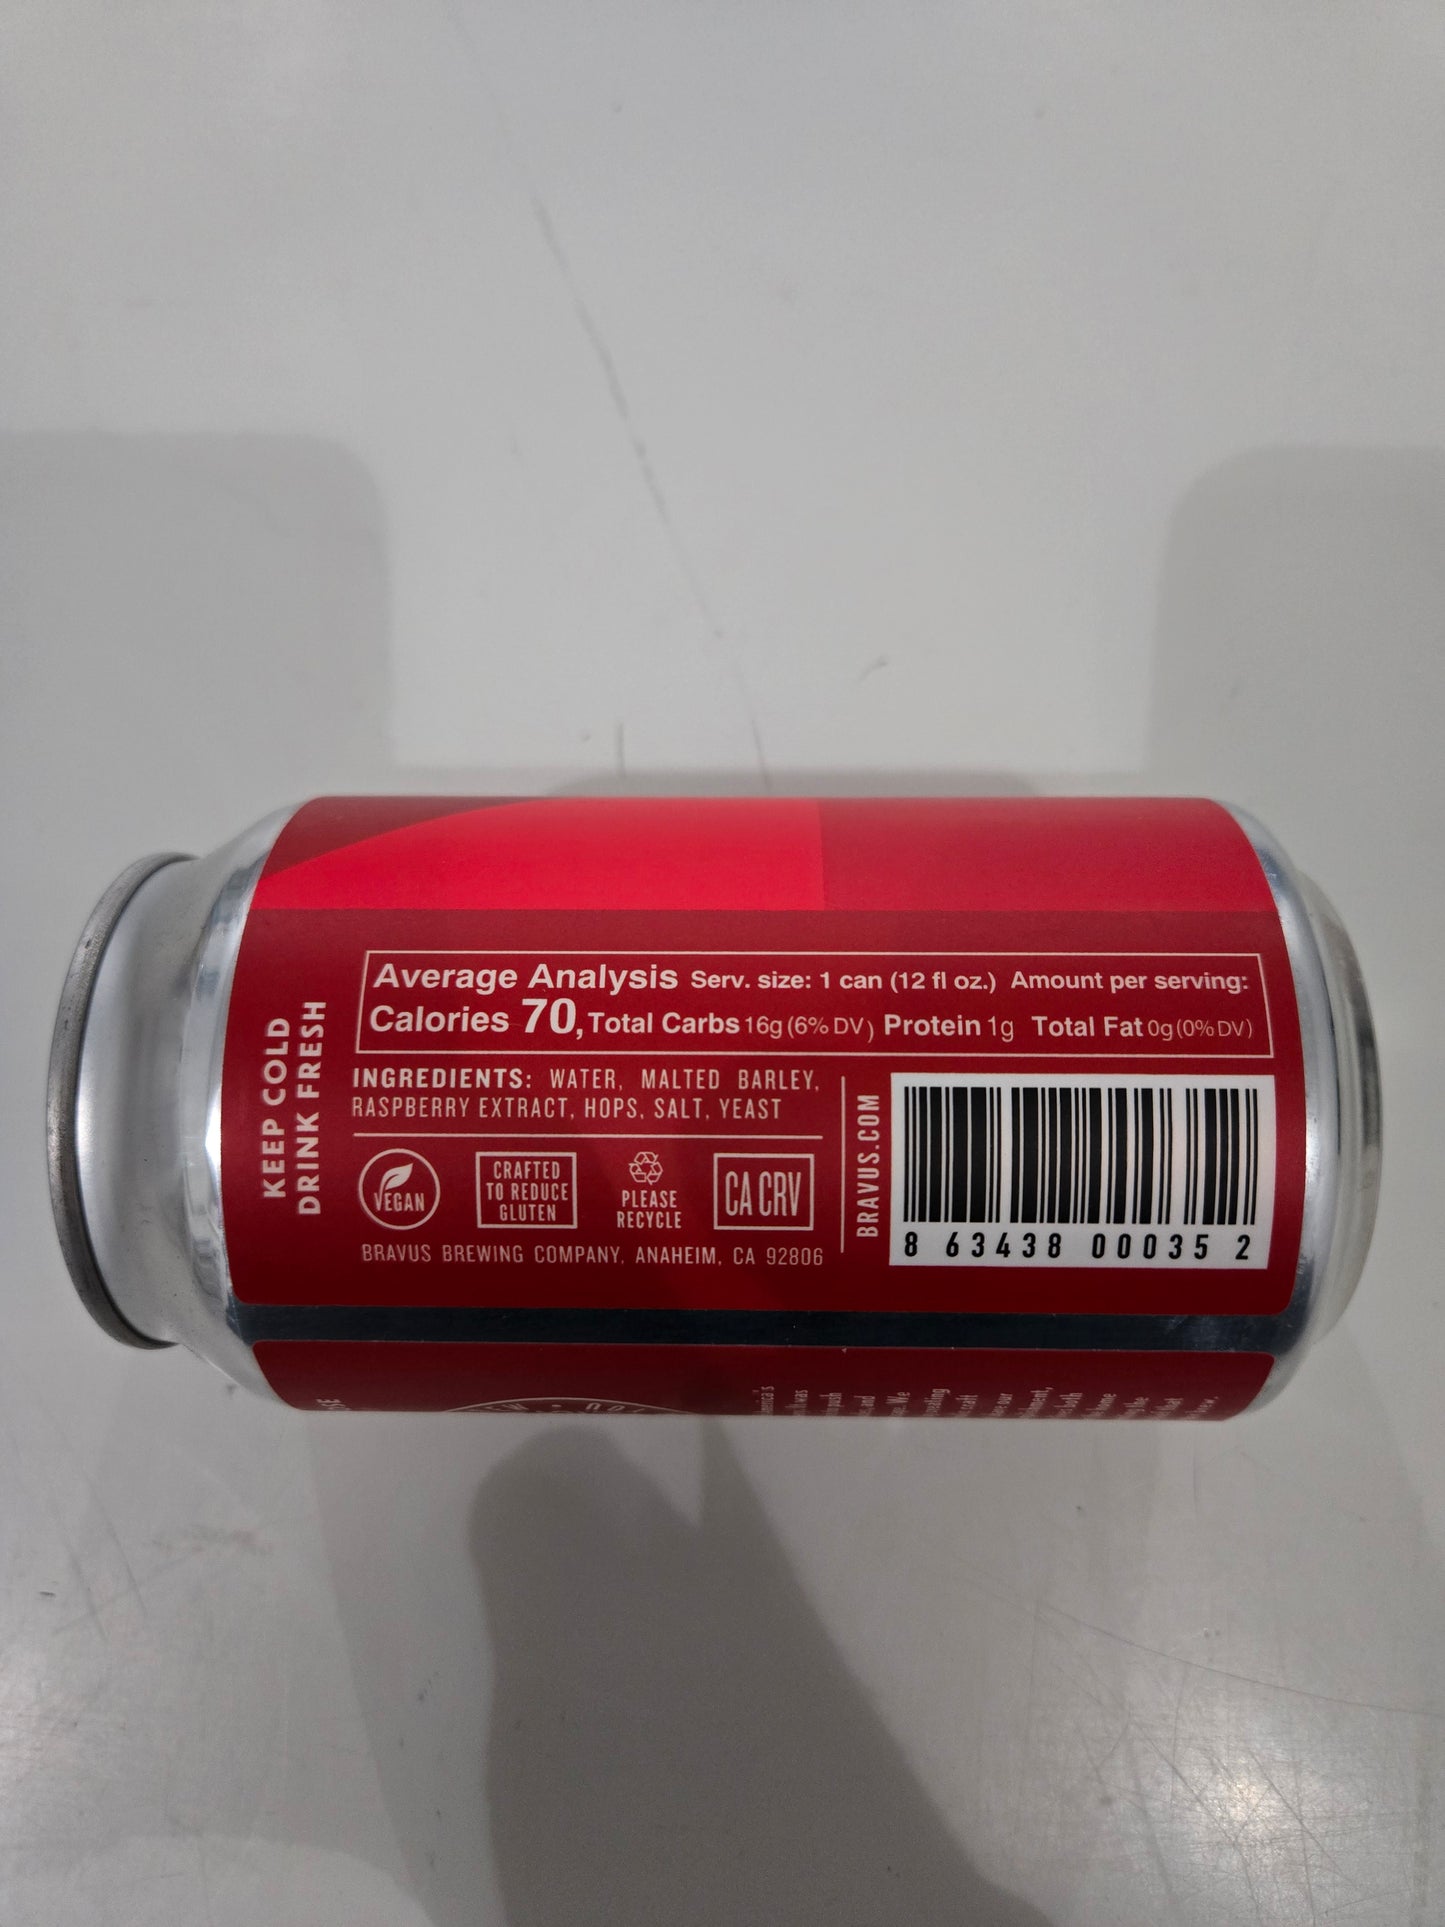 KEEP COLD
DRINK FRESH
Average Analysis Serv. size: 1 can (12 fl oz.) Amount per serving:
Calories 70, Total Carbs 16g (6% DV) Protein 1g Total Fat 0g (0% DV)
INGREDIENTS: WATER, MALTED BARLEY,
RASPBERRY EXTRACT, HOPS, SALT, YEAST
VEGAN
CRAFTED
TO REDUCE
GLUTEN
PLEASE
RECYCLE
CA CRV
BRAVUS BREWING COMPANY, ANAHEIM, CA 92806
BRAVUS.COM
8 63438 00035 2